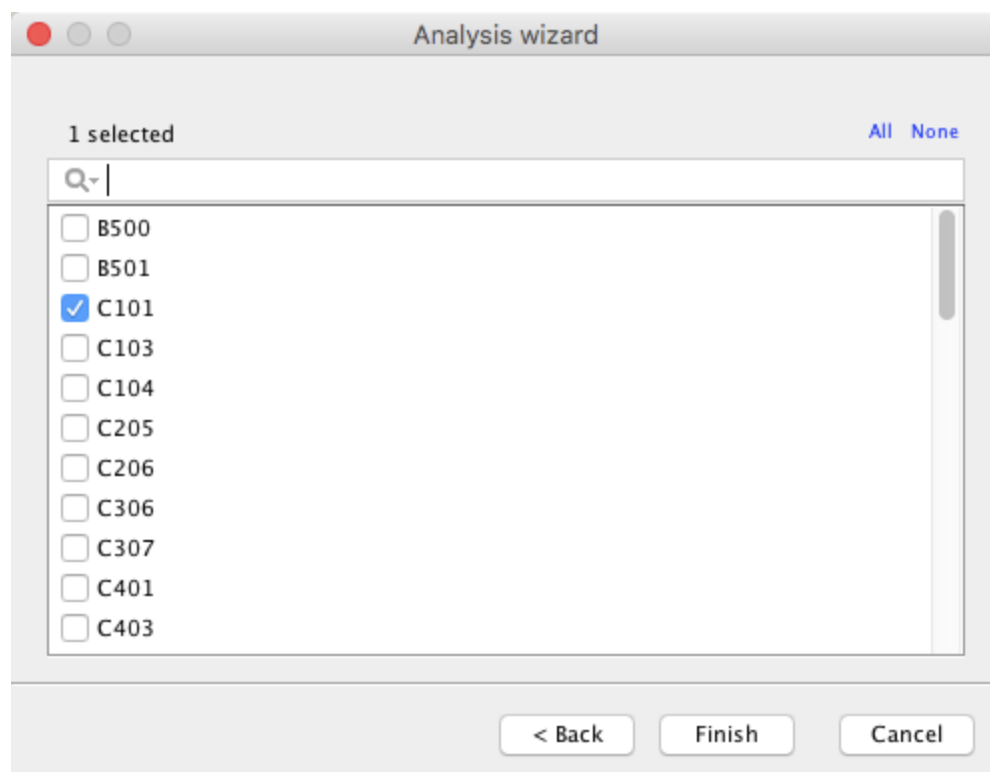 Analysis wizard
1 selected All None
B500
B501
C101
C103
C104
C205
C206
C306
C307
C401
C403
< Back Finish Cancel